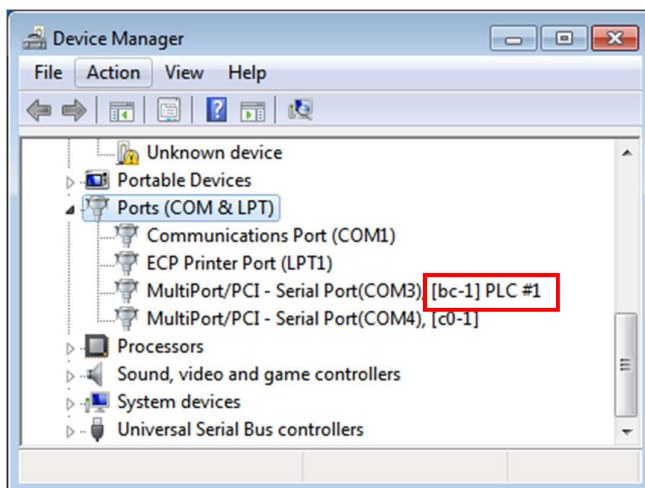 Device Manager
File Action View Help
Unknown device
Portable Devices
Ports (COM & LPT)
Communications Port (COM1)
ECP Printer Port (LPT1)
MultiPort/PCI - Serial Port(COM3), [bc-1] PLC #1
MultiPort/PCI - Serial Port(COM4), [c0-1]
Processors
Sound, video and game controllers
System devices
Universal Serial Bus controllers